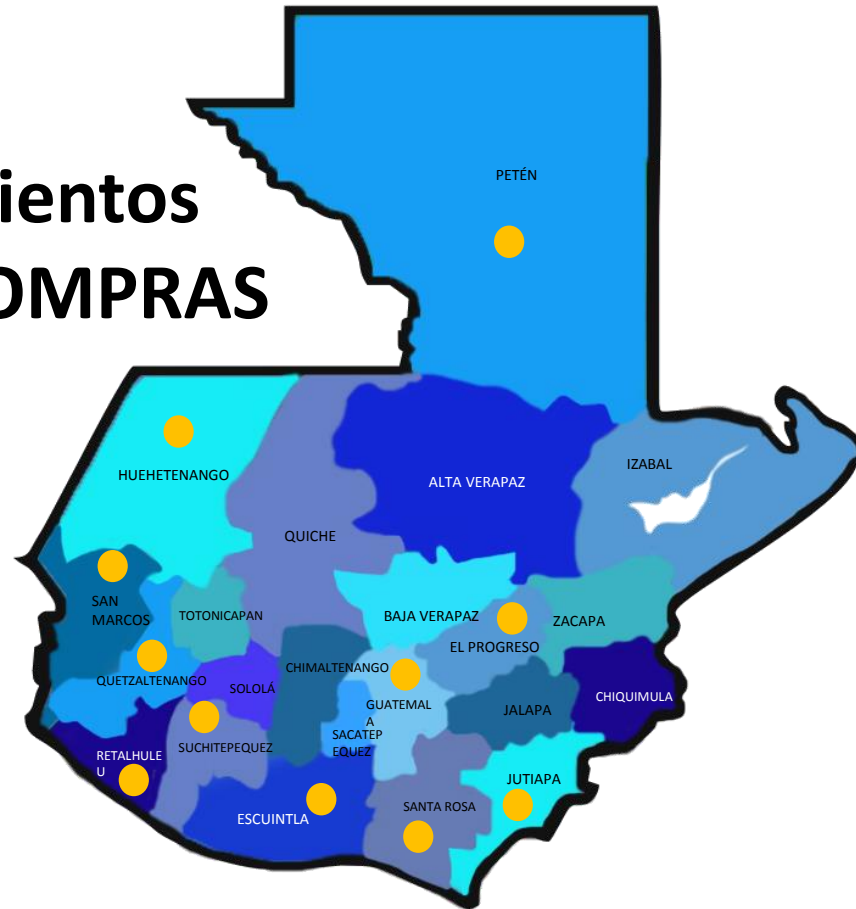 ientos
OMPRAS
PETÉN
HUEHETENANGO
QUICHE
ALTA VERAPAZ
IZABAL
SAN
MARCOS
TOTONICAPAN
BAJA VERAPAZ
ZACAPA
EL PROGRESO
QUETZALTENANGO
SOLOLÁ
CHIMALTENANGO
GUATEMAL
A
JALAPA
CHIQUIMULA
SUCHITEPEQUEZ
SACATEP
EQUEZ
RETALHULE
U
ESCUINTLA
SANTA ROSA
JUTIAPA